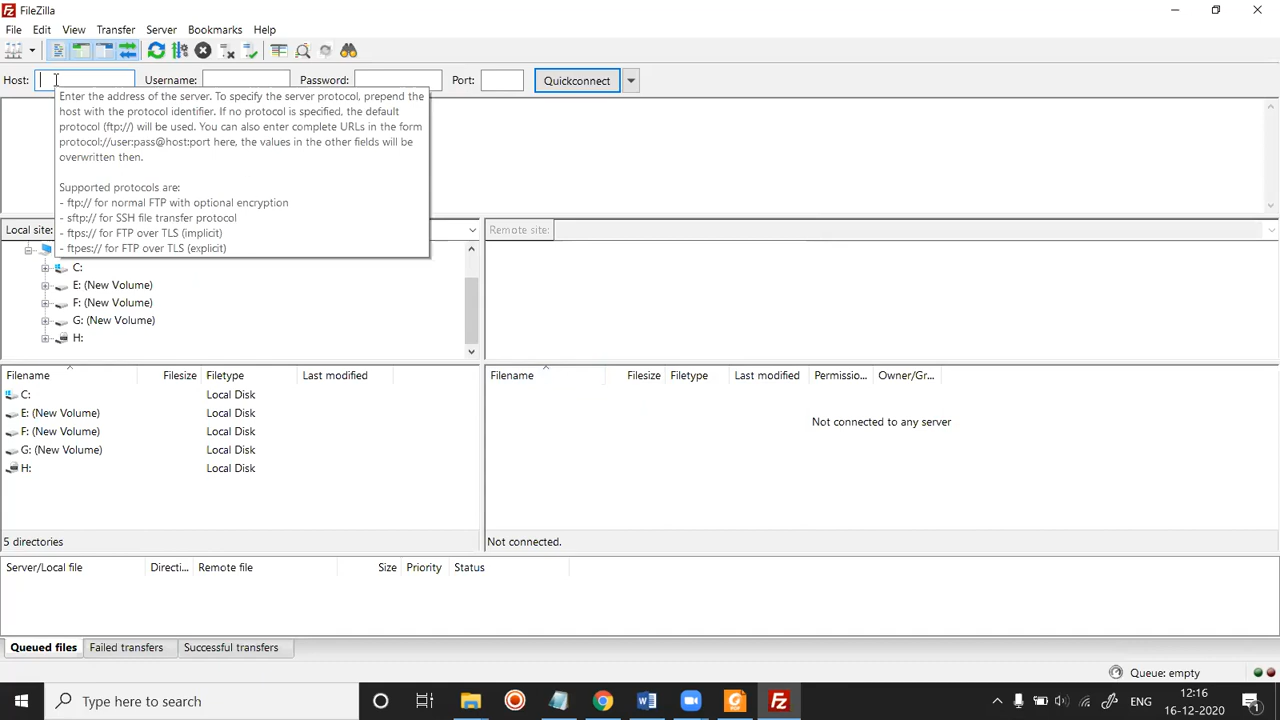 FileZilla
File Edit View Transfer Server Bookmarks Help
Host: Username: Password: Port: Quickconnect
Enter the address of the server. To specify the server protocol, prepend the
host with the protocol identifier. If no protocol is specified, the default
protocol (ftp://) will be used. You can also enter complete URLs in the form
protocol://user:pass@host:port here, the values in the other fields will be
overwritten then.
Supported protocols are:
- ftp:// for normal FTP with optional encryption
- sftp:// for SSH file transfer protocol
- ftps:// for FTP over TLS (implicit)
- ftpes:// for FTP over TLS (explicit)
Local site:
Remote site:
C:
E: (New Volume)
F: (New Volume)
G: (New Volume)
H:
Filename Filesize Filetype Last modified
C: Local Disk
E: (New Volume) Local Disk
F: (New Volume) Local Disk
G: (New Volume) Local Disk
H: Local Disk
5 directories
Filename Filesize Filetype Last modified Permissio... Owner/Gr...
Not connected to any server
Not connected.
Server/Local file Directi... Remote file Size Priority Status
Queued files Failed transfers Successful transfers
Queue: empty
Type here to search
ENG
12:16
16-12-2020
1